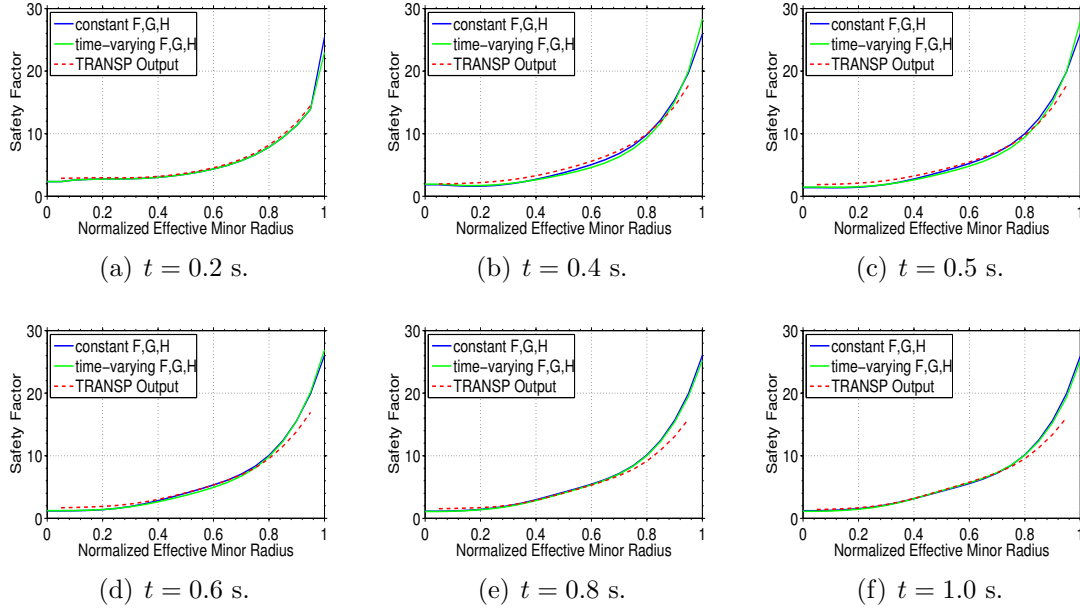 30
20
10
0
Safety Factor
constant F,G,H
time-varying F,G,H
TRANSP Output
0 0.2 0.4 0.6 0.8 1
Normalized Effective Minor Radius
(a) t = 0.2 s.
30
20
10
0
Safety Factor
constant F,G,H
time-varying F,G,H
TRANSP Output
0 0.2 0.4 0.6 0.8 1
Normalized Effective Minor Radius
(b) t = 0.4 s.
30
20
10
0
Safety Factor
constant F,G,H
time-varying F,G,H
TRANSP Output
0 0.2 0.4 0.6 0.8 1
Normalized Effective Minor Radius
(c) t = 0.5 s.
30
20
10
0
Safety Factor
constant F,G,H
time-varying F,G,H
TRANSP Output
0 0.2 0.4 0.6 0.8 1
Normalized Effective Minor Radius
(d) t = 0.6 s.
30
20
10
0
Safety Factor
constant F,G,H
time-varying F,G,H
TRANSP Output
0 0.2 0.4 0.6 0.8 1
Normalized Effective Minor Radius
(e) t = 0.8 s.
30
20
10
0
Safety Factor
constant F,G,H
time-varying F,G,H
TRANSP Output
0 0.2 0.4 0.6 0.8 1
Normalized Effective Minor Radius
(f) t = 1.0 s.